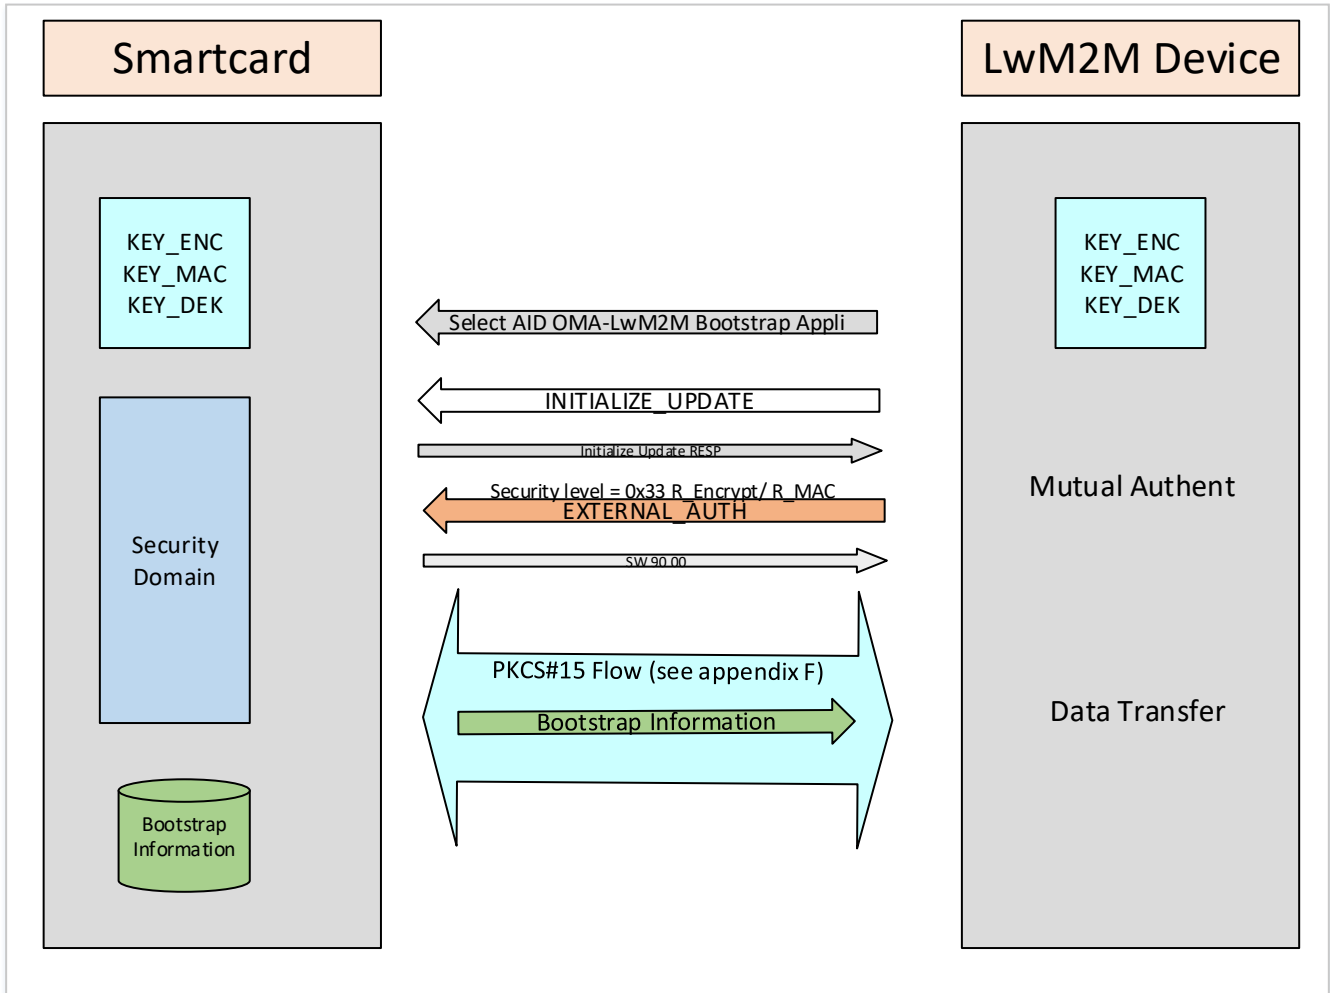 Smartcard
LwM2M Device
KEY_ENC
KEY_MAC
KEY_DEK
KEY_ENC
KEY_MAC
KEY_DEK
Select AID OMA-LwM2M Bootstrap Appli
INITIALIZE_UPDATE
Initialize Update RESP
Security level = 0x33 R_Encrypt/ R_MAC
EXTERNAL_AUTH
SW 90 00
Mutual Authent
Security
Domain
PKCS#15 Flow (see appendix F)
Bootstrap Information
Data Transfer
Bootstrap
Information